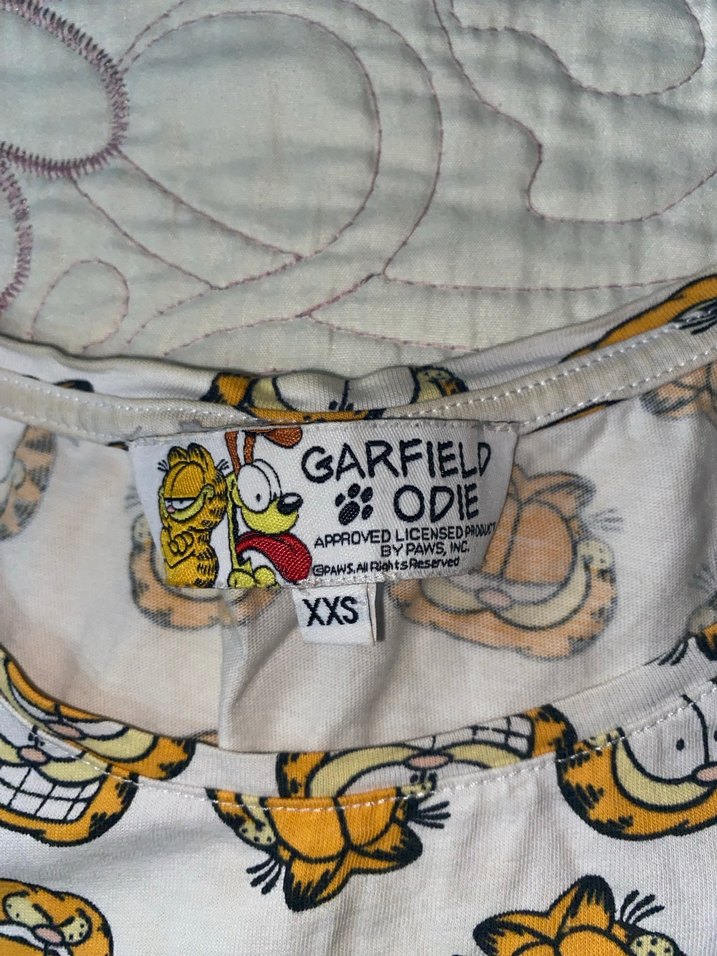 GARFIELD
ODIE
APPROVED LICENSED PRODUCT
BY PAWS, INC.
©PAWS. All Rights Reserved
XXS